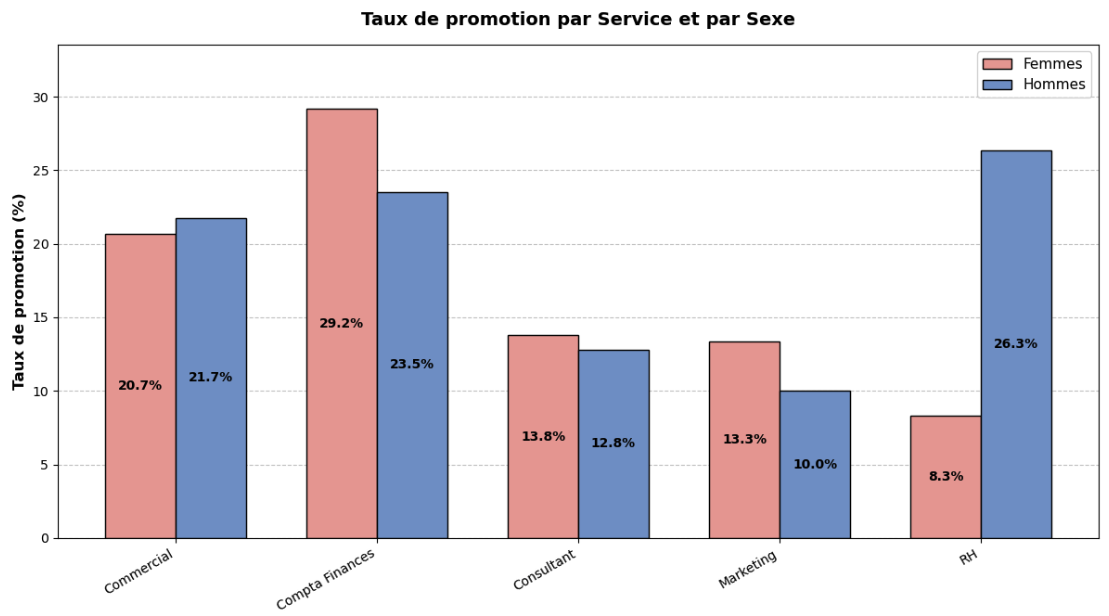 Taux de promotion par Service et par Sexe
Femmes
Hommes
Taux de promotion (%)
30
25
20
15
10
5
0
20.7%
21.7%
29.2%
23.5%
13.8%
12.8%
13.3%
10.0%
8.3%
26.3%
Commercial
Compta Finances
Consultant
Marketing
RH